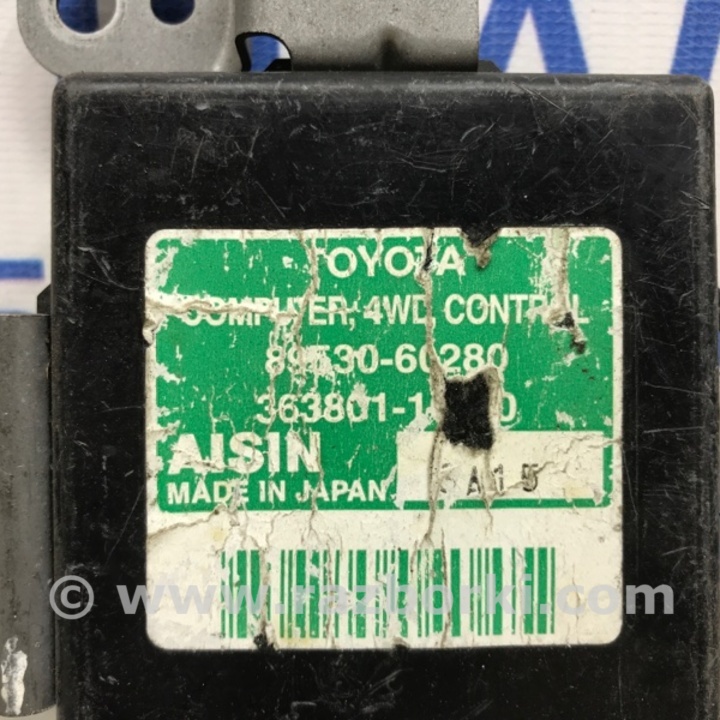 TOYOTA
COMPUTER, 4WD, CONTROL
89530-60280
AISIN
MADE IN JAPAN
© www.razborki.com